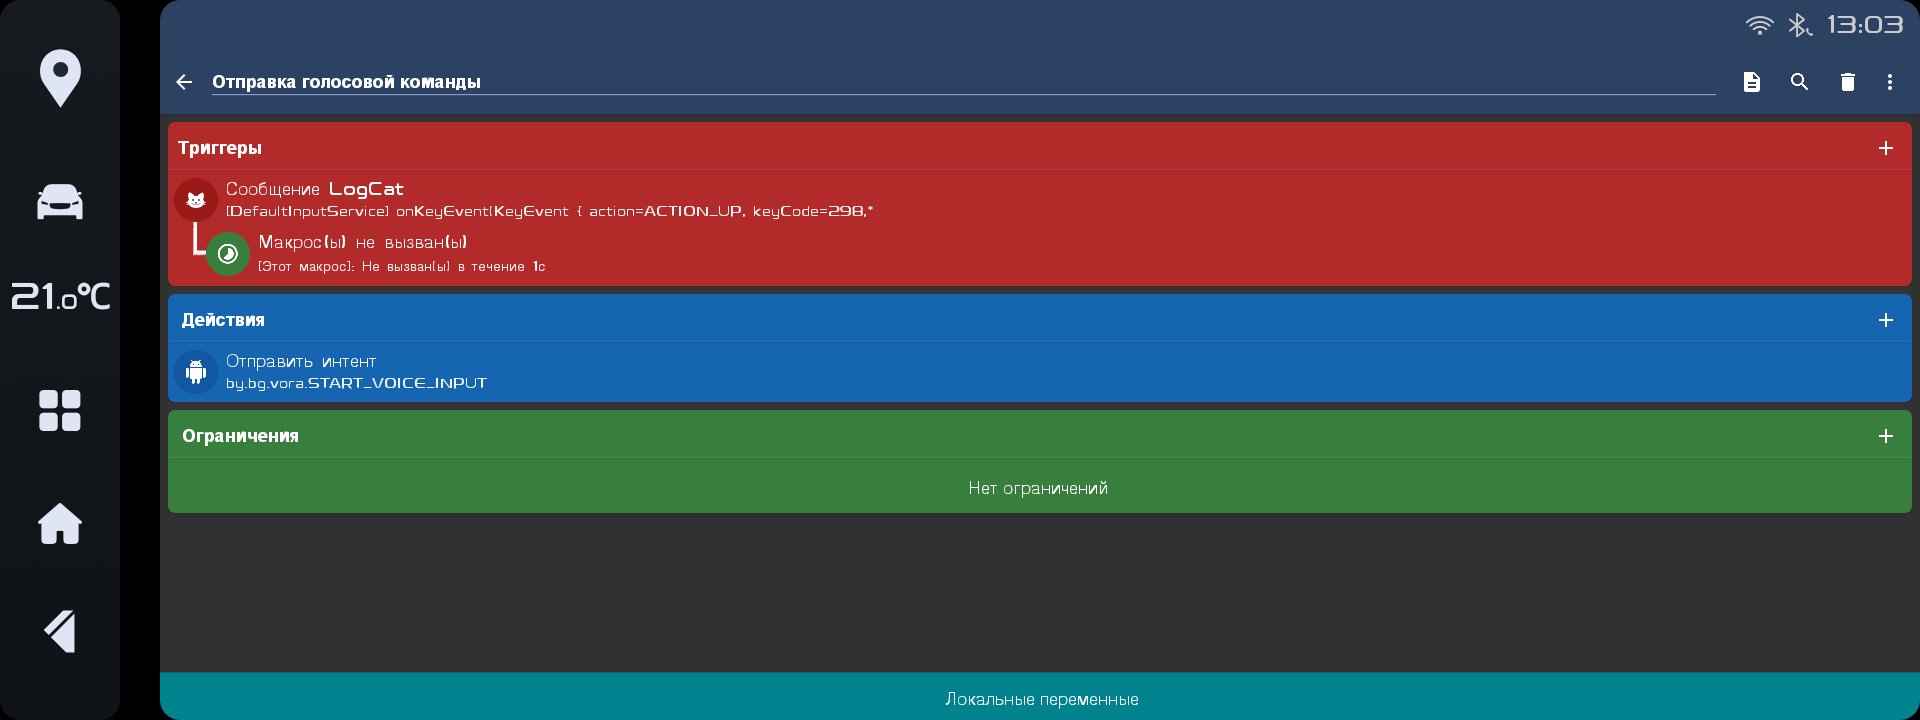 13:03
Отправка голосовой команды
Триггеры
Сообщение LogCat
[DefaultInputService] onKeyEvent[KeyEvent { action=ACTION_UP, keyCode=298,*
Макрос(ы) не вызван(ы)
[Этот макрос]: Не вызван(ы) в течение 1с
21.0°C
Действия
Отправить интент
by.bg.vora.START_VOICE_INPUT
Ограничения
Нет ограничений
Локальные переменные